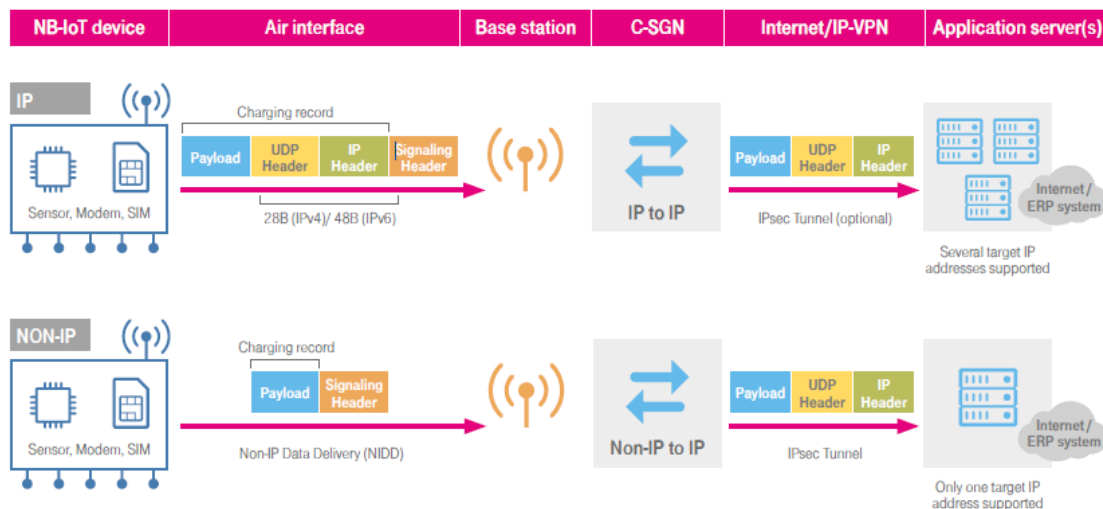 NB-IoT device
Air interface
Base station
C-SGN
Internet/IP-VPN
Application server(s)
IP
Charging record
Payload
UDP
Header
IP
Header
Signaling
Header
Sensor, Modem, SIM
28B (IPv4)/ 48B (IPv6)
IP to IP
Payload
UDP
Header
IP
Header
IPsec Tunnel (optional)
Internet/
ERP system
Several target IP
addresses supported
NON-IP
Charging record
Payload
Signaling
Header
Sensor, Modem, SIM
Non-IP Data Delivery (NIDD)
Non-IP to IP
Payload
UDP
Header
IP
Header
IPsec Tunnel
Internet/
ERP system
Only one target IP
address supported